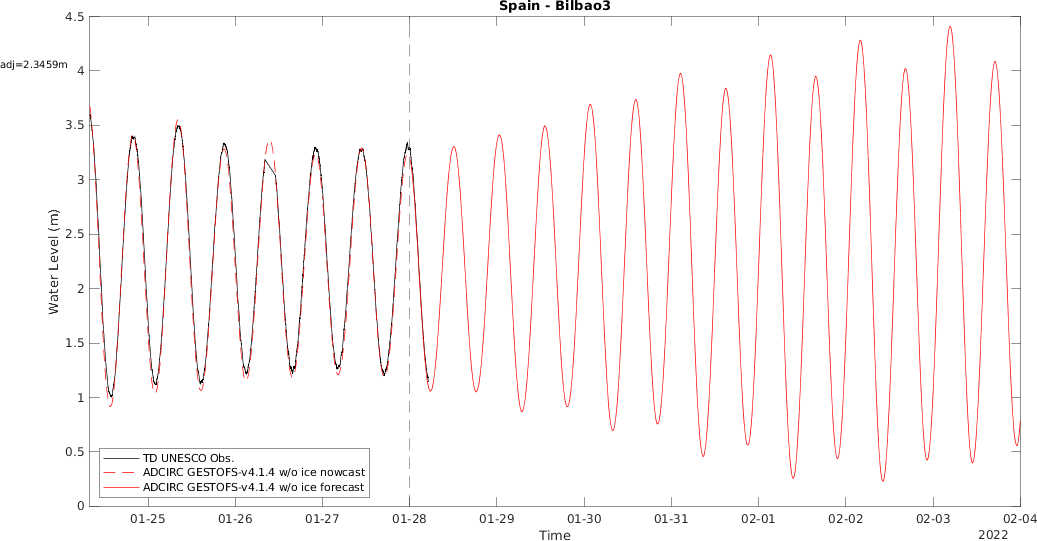 Spain - Bilbao3
adj=2.3459m
Water Level (m)
4.5
4
3.5
3
2.5
2
1.5
1
0.5
0
TD UNESCO Obs.
ADCIRC GESTOFS-v4.1.4 w/o ice nowcast
ADCIRC GESTOFS-v4.1.4 w/o ice forecast
01-25 01-26 01-27 01-28 01-29 01-30 01-31 02-01 02-02 02-03 02-04
Time
2022